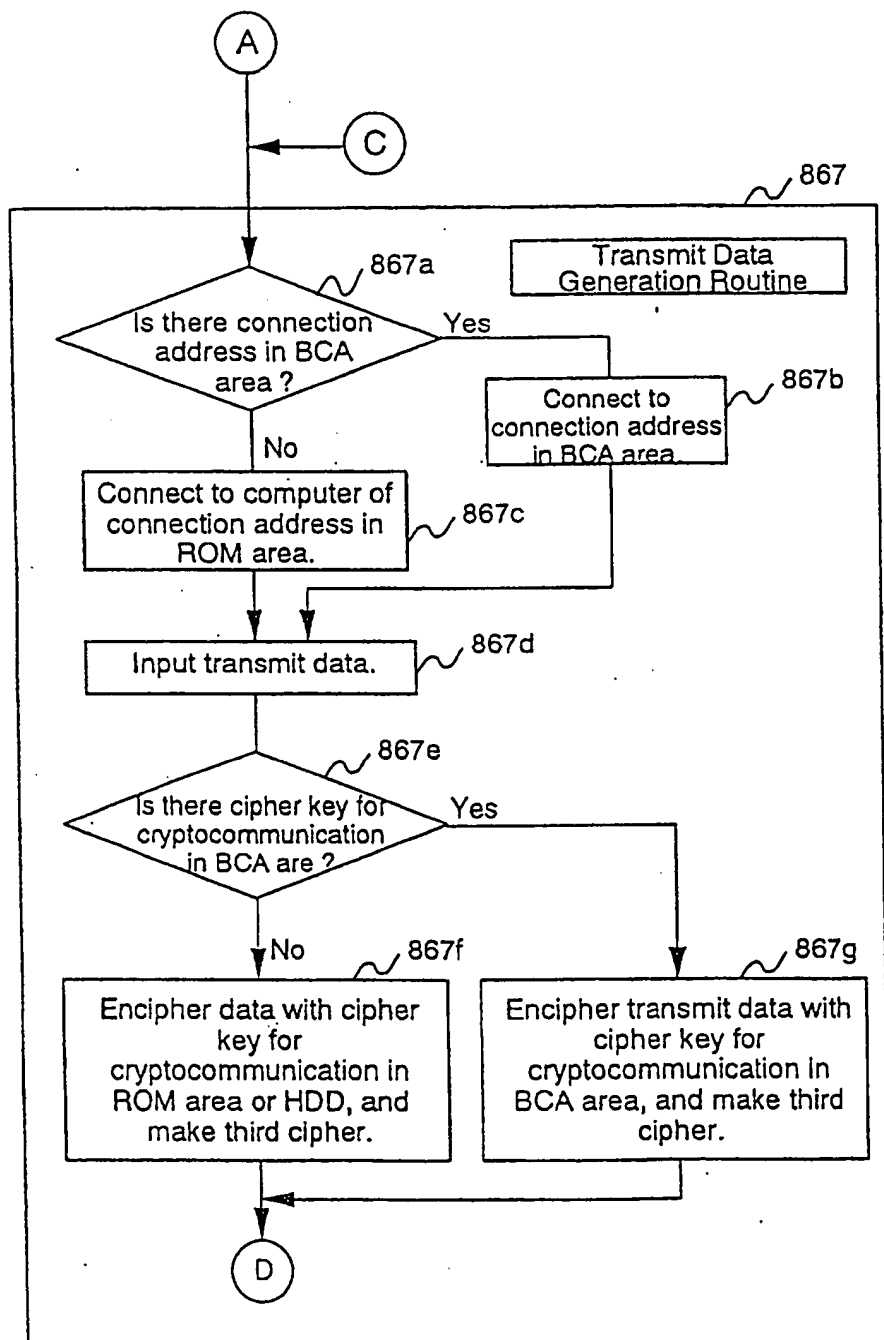 A
C
867
Transmit Data
Generation Routine
867a
Is there connection
address in BCA
area ?
Yes
No
867b
Connect to
connection address
in BCA area
Connect to computer of
connection address in
ROM area.
867c
Input transmit data.
867d
867e
Is there cipher key for
cryptocommunication
in BCA are ?
Yes
No
867f
Encipher data with cipher
key for
cryptocommunication in
ROM area or HDD, and
make third cipher.
867g
Encipher transmit data with
cipher key for
cryptocommunication in
BCA area, and make third
cipher.
D